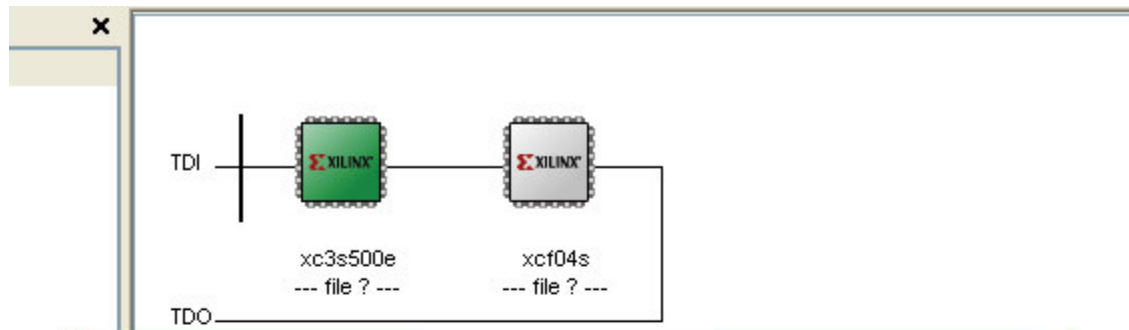 TDI
XILINX®
XILINX®
xc3s500e
xcf04s
--- file ? ---
--- file ? ---
TDO